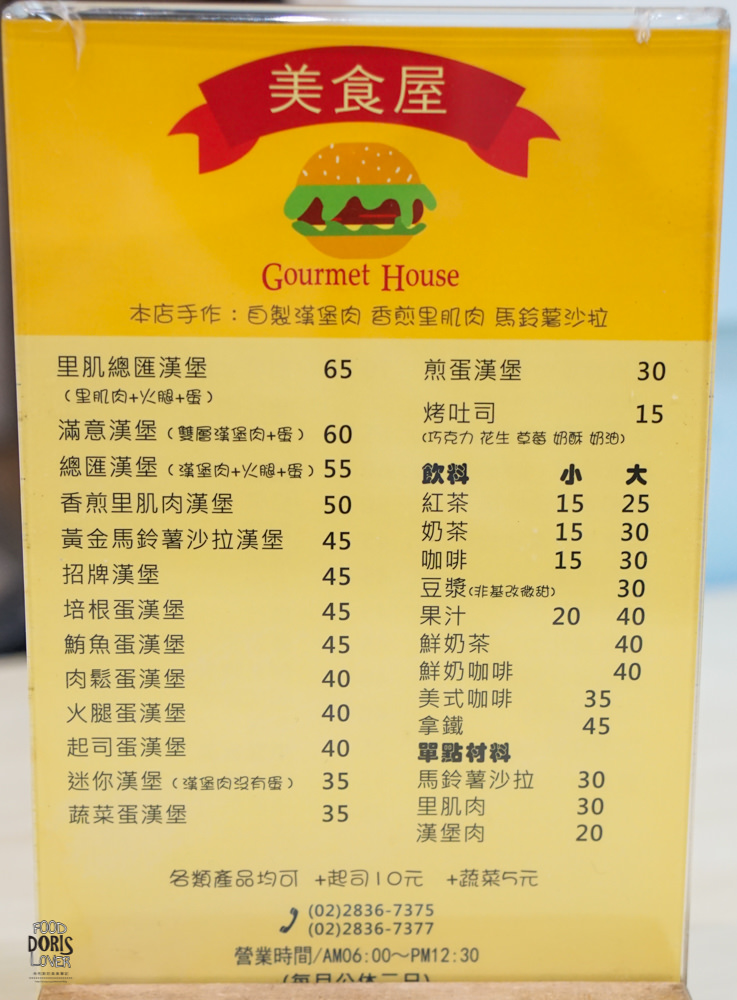 美食屋
Gourmet House
本店手作：自製漢堡肉 香煎里肌肉 馬鈴薯沙拉
里肌總匯漢堡 65
（里肌肉+火腿+蛋）
滿意漢堡（雙層漢堡肉+蛋） 60
總匯漢堡（漢堡肉+火腿+蛋） 55
香煎里肌肉漢堡 50
黃金馬鈴薯沙拉漢堡 45
招牌漢堡 45
培根蛋漢堡 45
鮪魚蛋漢堡 45
肉鬆蛋漢堡 40
火腿蛋漢堡 40
起司蛋漢堡 40
迷你漢堡（漢堡肉沒有蛋） 35
蔬菜蛋漢堡 35
煎蛋漢堡 30
烤吐司 15
(巧克力 花生 草莓 奶酥 奶油)
飲料 小 大
紅茶 15 25
奶茶 15 30
咖啡 15 30
豆漿(非基改微甜) 30
果汁 20 40
鮮奶茶 40
鮮奶咖啡 40
美式咖啡 35
拿鐵 45
單點材料
馬鈴薯沙拉 30
里肌肉 30
漢堡肉 20
各類產品均可 +起司10元 +蔬菜5元
(02)2836-7375
(02)2836-7377
營業時間/AM06:00～PM12:30
(每月公休二日)
FOOD
DORIS
LOVER